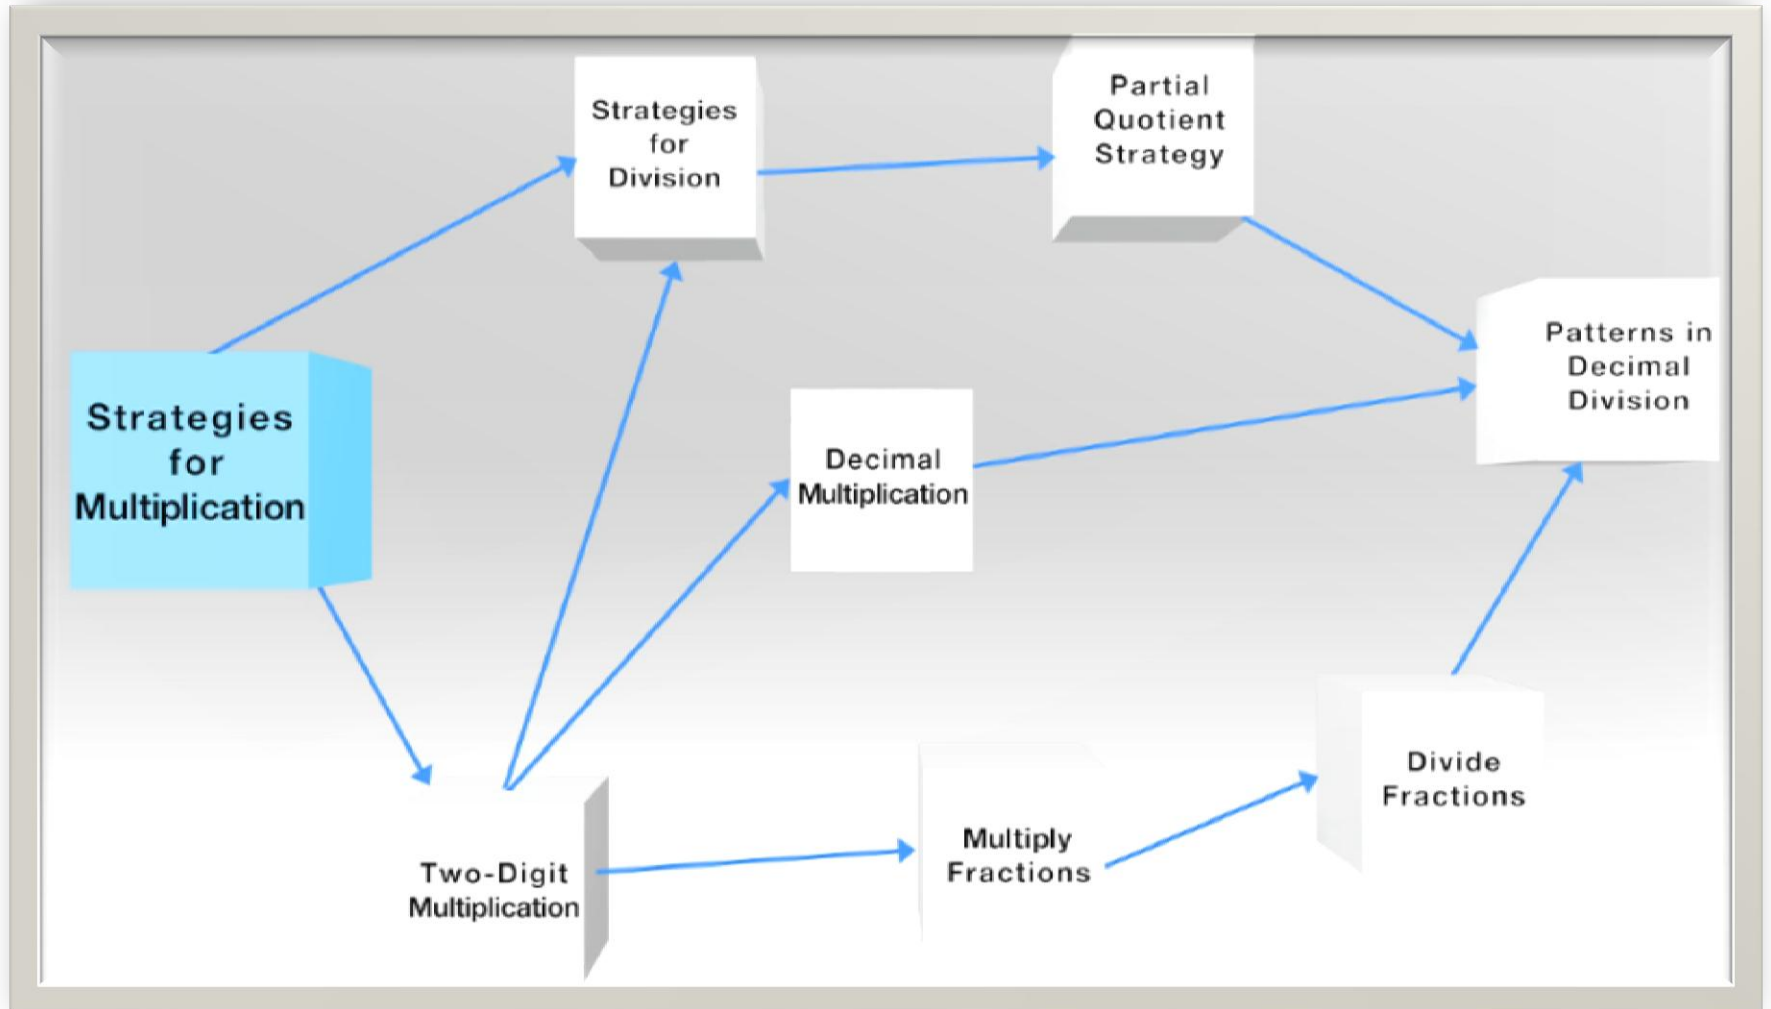 Strategies
for
Division
Partial
Quotient
Strategy
Patterns in
Decimal
Division
Strategies
for
Multiplication
Decimal
Multiplication
Divide
Fractions
Multiply
Fractions
Two-Digit
Multiplication